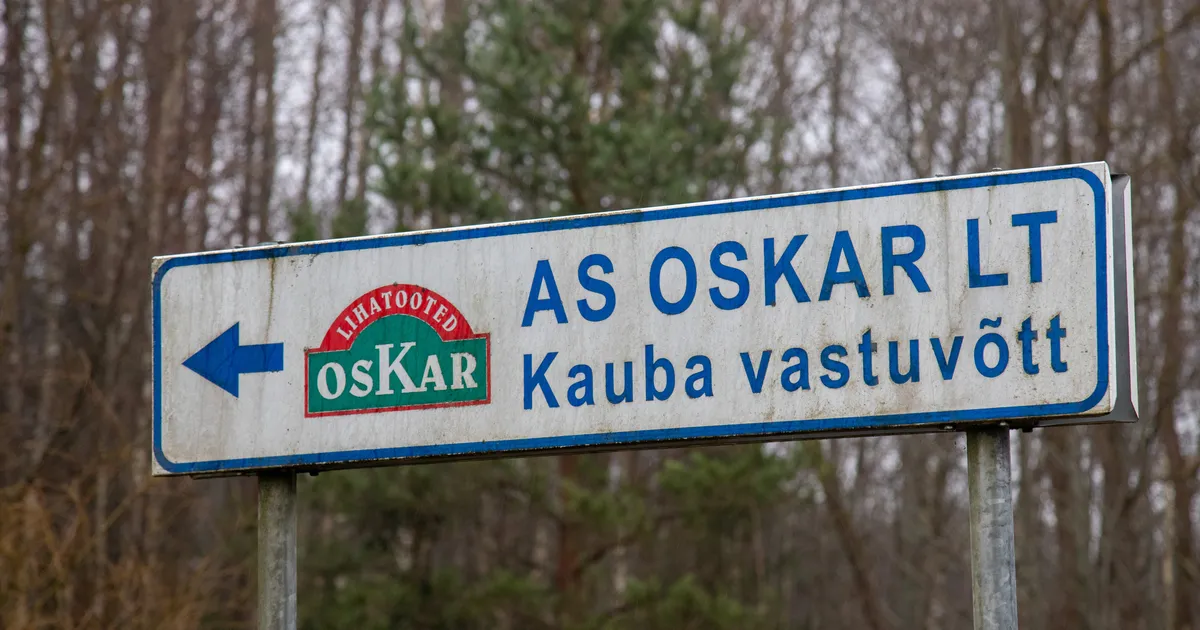 LIHATOOTED
OSKAR
AS OSKAR LT
Kauba vastuvõtt